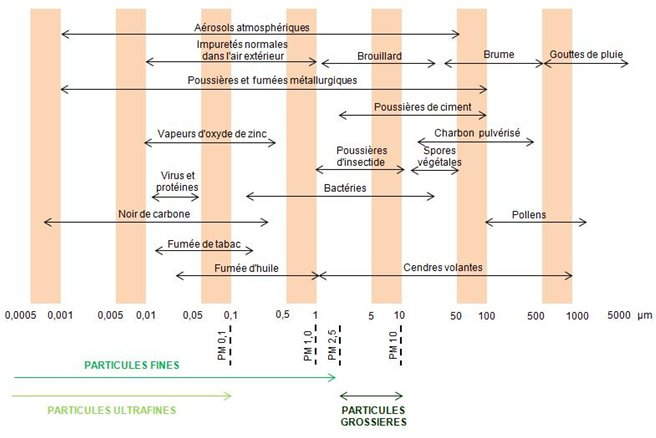 Aérosols atmosphériques
Impuretés normales
dans l'air extérieur
Brouillard
Brume
Gouttes de pluie
Poussières et fumées métallurgiques
Poussières de ciment
Vapeurs d'oxyde de zinc
Charbon pulvérisé
Poussières
d'insectide
Spores
végétales
Virus et
protéines
Bactéries
Noir de carbone
Pollens
Fumée de tabac
Fumée d'huile
Cendres volantes
0,0005 0,001 0,005 0,01 0,05 0,1 0,5 1 5 10 50 100 500 1000 5000 µm
PM 0,1
PM 1,0
PM 2,5
PM 10
PARTICULES FINES
PARTICULES ULTRAFINES
PARTICULES
GROSSIERES